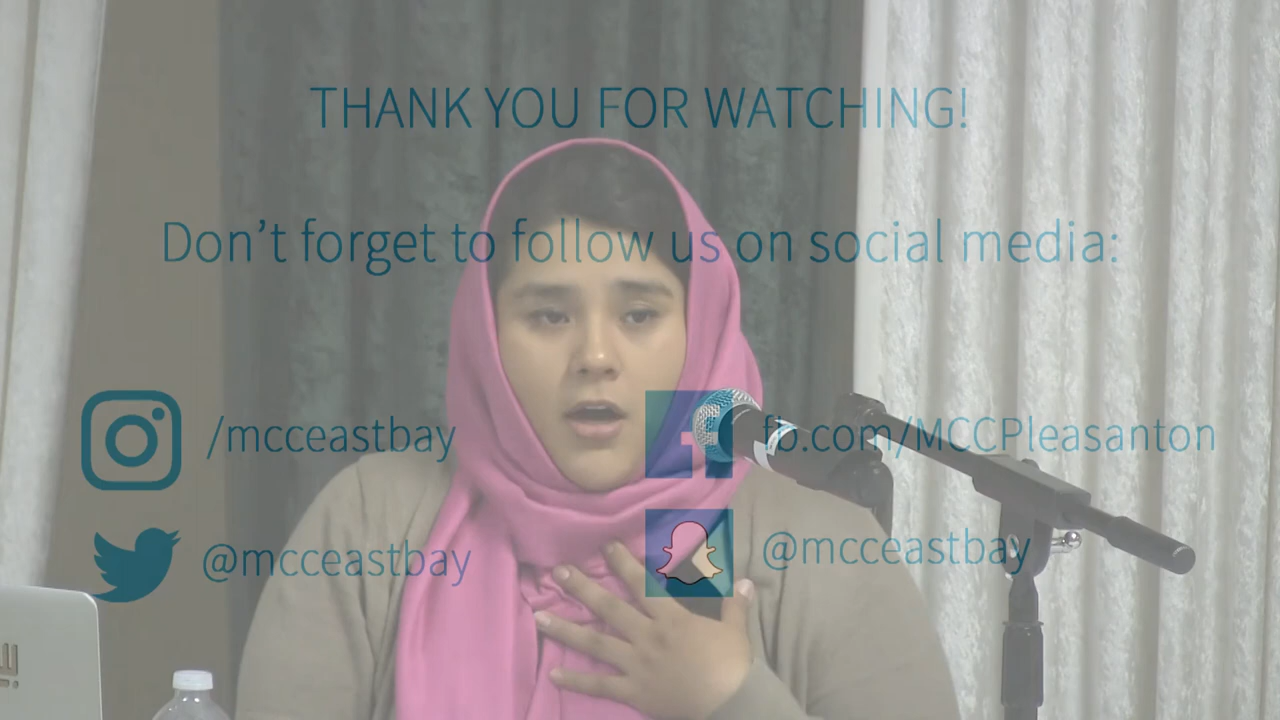 THANK YOU FOR WATCHING!
Don't forget to follow us on social media:
/mcceastbay
fb.com/MCCPleasanton
@mcceastbay
@mcceastbay